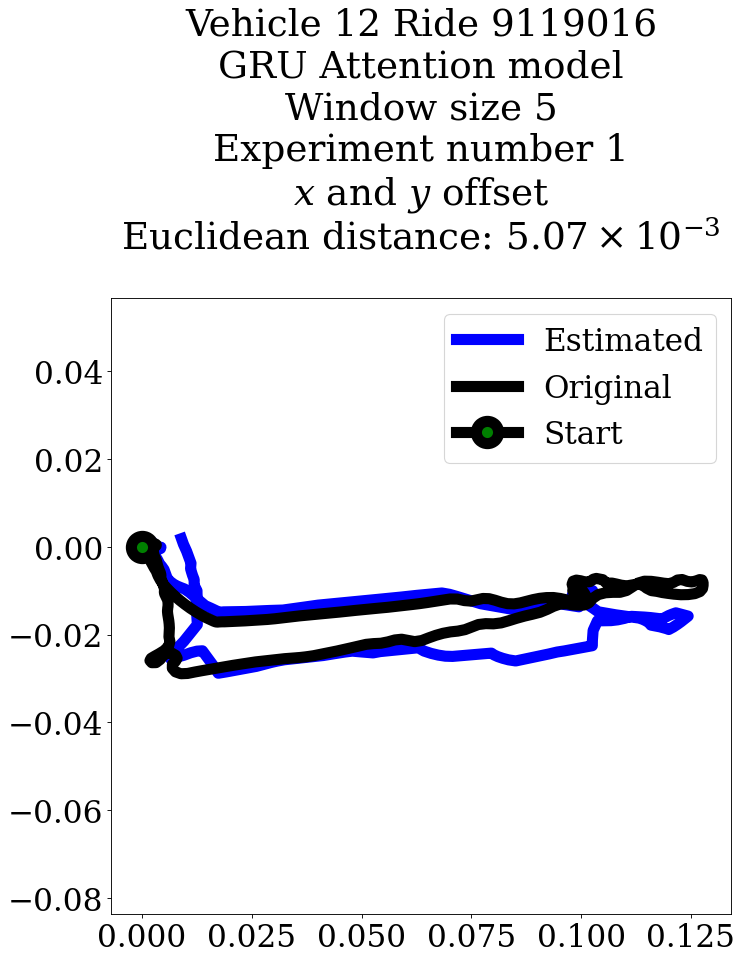 Vehicle 12 Ride 9119016
GRU Attention model
Window size 5
Experiment number 1
x and y offset
Euclidean distance: 5.07 × 10⁻³
Estimated
Original
Start
0.04
0.02
0.00
−0.02
−0.04
−0.06
−0.08
0.000 0.025 0.050 0.075 0.100 0.125